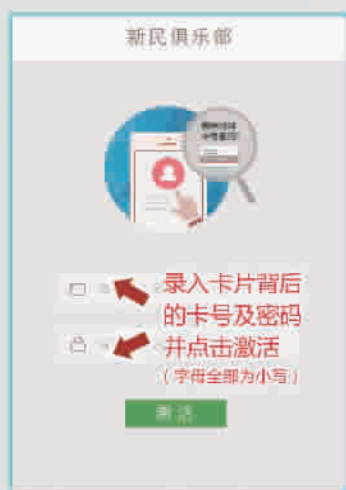 新民俱乐部
录入卡片背后
的卡号及密码
并点击激活
（字母全部为小写）
激活